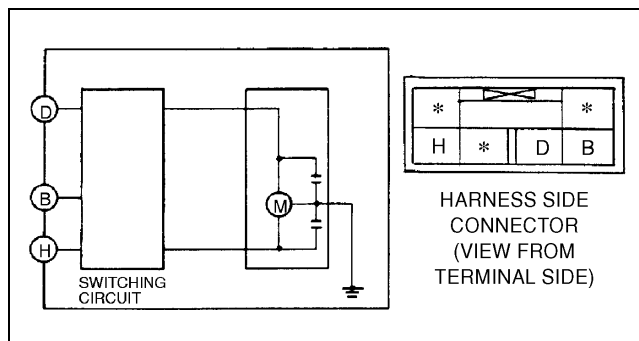 D
B
H
M
SWITCHING
CIRCUIT
* *
H * D B
HARNESS SIDE
CONNECTOR
(VIEW FROM
TERMINAL SIDE)